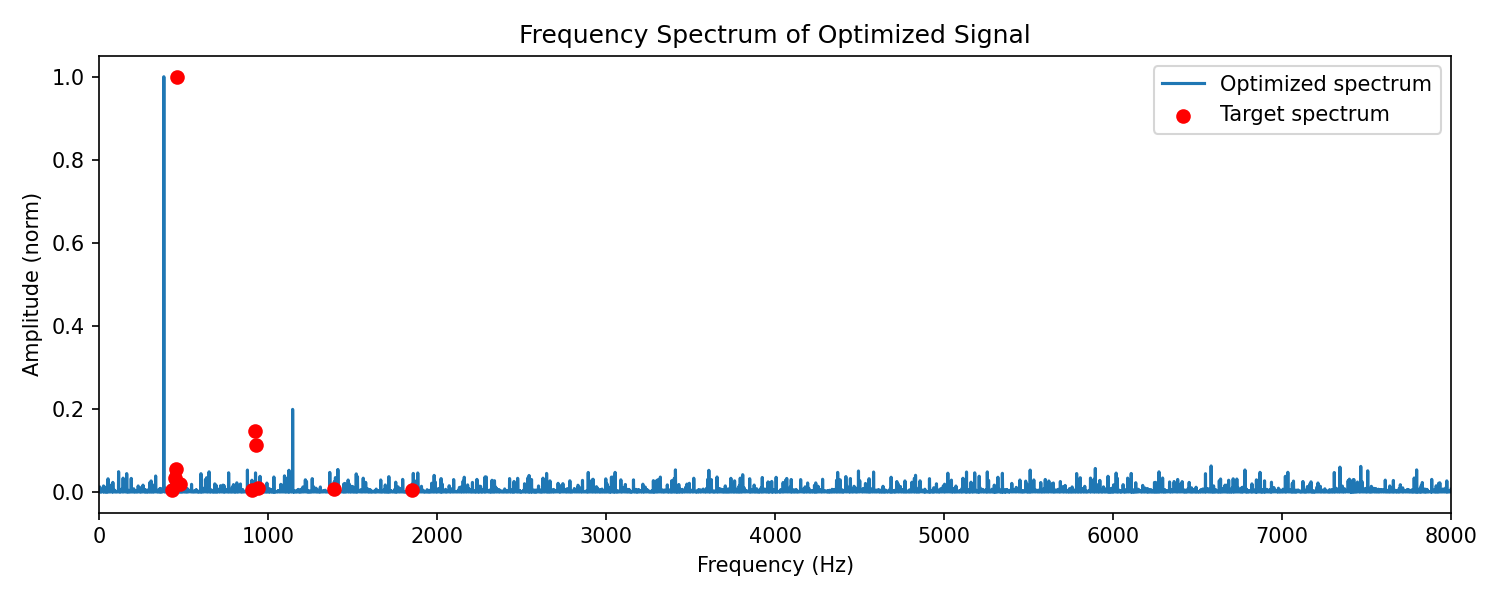 Frequency Spectrum of Optimized Signal
Optimized spectrum
Target spectrum
Amplitude (norm)
1.0
0.8
0.6
0.4
0.2
0.0
0 1000 2000 3000 4000 5000 6000 7000 8000
Frequency (Hz)